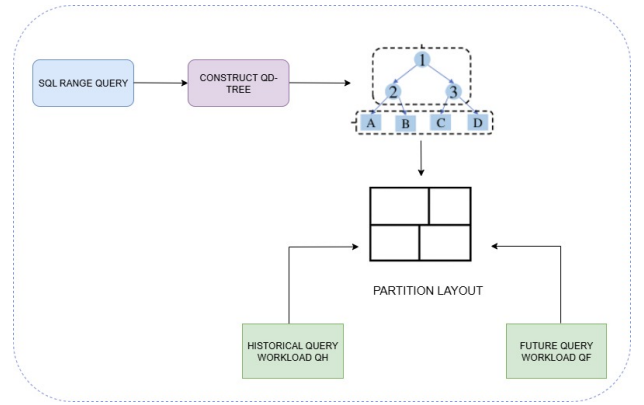 SQL RANGE QUERY
CONSTRUCT QD-
TREE
1
2 3
A B C D
PARTITION LAYOUT
HISTORICAL QUERY
WORKLOAD QH
FUTURE QUERY
WORKLOAD QF